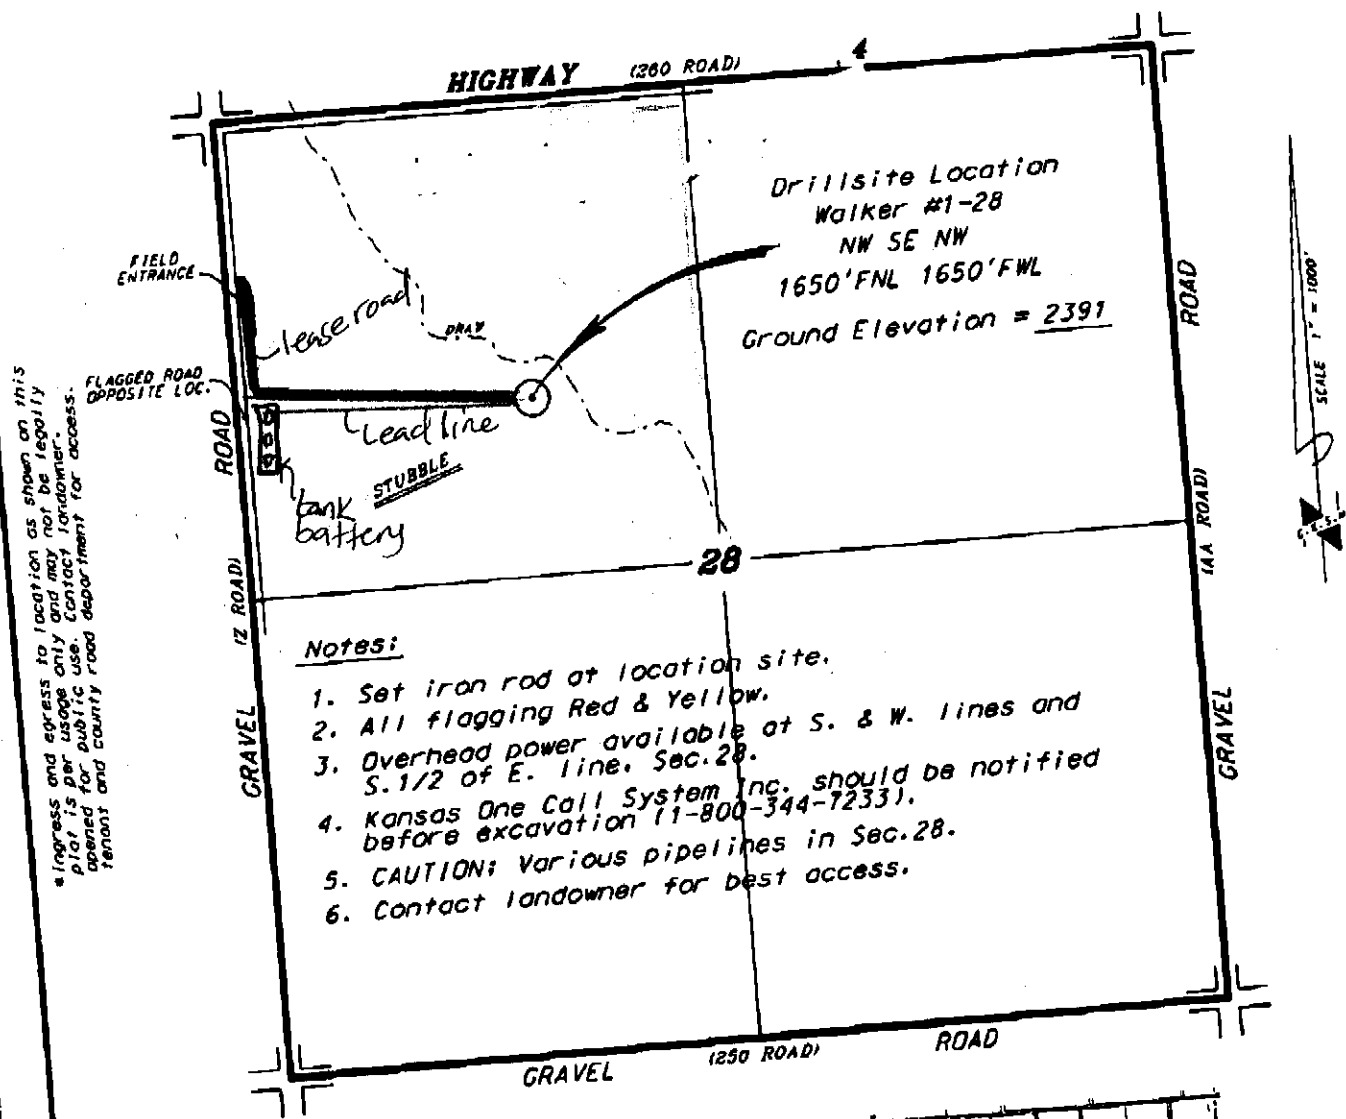 HIGHWAY (260 ROAD) 4
Drillsite Location
Walker #1-28
NW SE NW
1650'FNL 1650'FWL
Ground Elevation = 2391
FIELD
ENTRANCE
lease road
DRAW
FLAGGED ROAD
OPPOSITE LOC.
Lead line
STUBBLE
tank
battery
28
ROAD
(Z ROAD)
GRAVEL
ROAD
(AA ROAD)
GRAVEL
SCALE 1" = 1000'
*Ingress and egress to location as shown on this
plat is per usage only and may not be legally
opened for public use. Contact landowner,
tenant and county road department for access.
Notes:
1. Set iron rod at location site.
2. All flagging Red & Yellow.
3. Overhead power available at S. & W. lines and
S.1/2 of E. line, Sec.28.
4. Kansas One Call System Inc. should be notified
before excavation (1-800-344-7233).
5. CAUTION: Various pipelines in Sec.28.
6. Contact landowner for best access.
GRAVEL (250 ROAD) ROAD